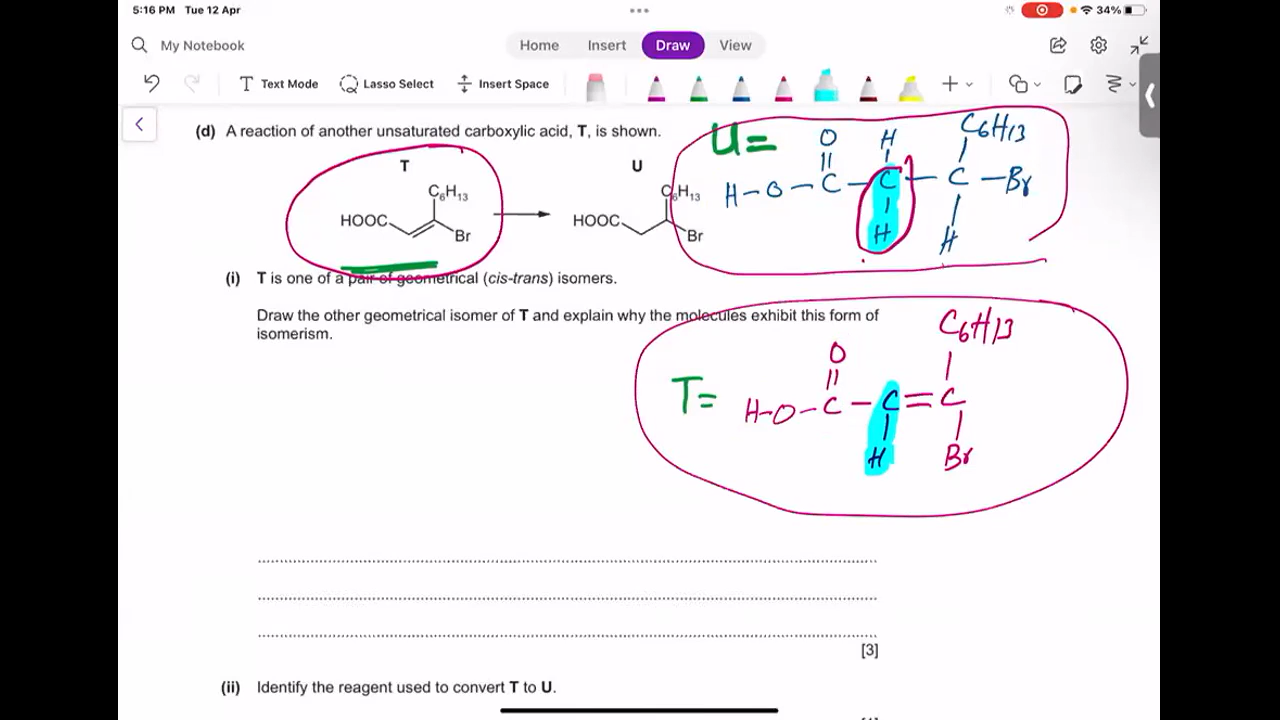 5:16 PM Tue 12 Apr
34%
My Notebook
Home Insert Draw View
Text Mode Lasso Select Insert Space
(d) A reaction of another unsaturated carboxylic acid, T, is shown.
T
C6H13
HOOC
Br
U
C6H13
HOOC
Br
U=
O H C6H13
H-O-C-C-C-Br
H H
(i) T is one of a pair of geometrical (cis-trans) isomers.
Draw the other geometrical isomer of T and explain why the molecules exhibit this form of
isomerism.
C6H13
O
T= H-O-C-C=C
H Br
[3]
(ii) Identify the reagent used to convert T to U.